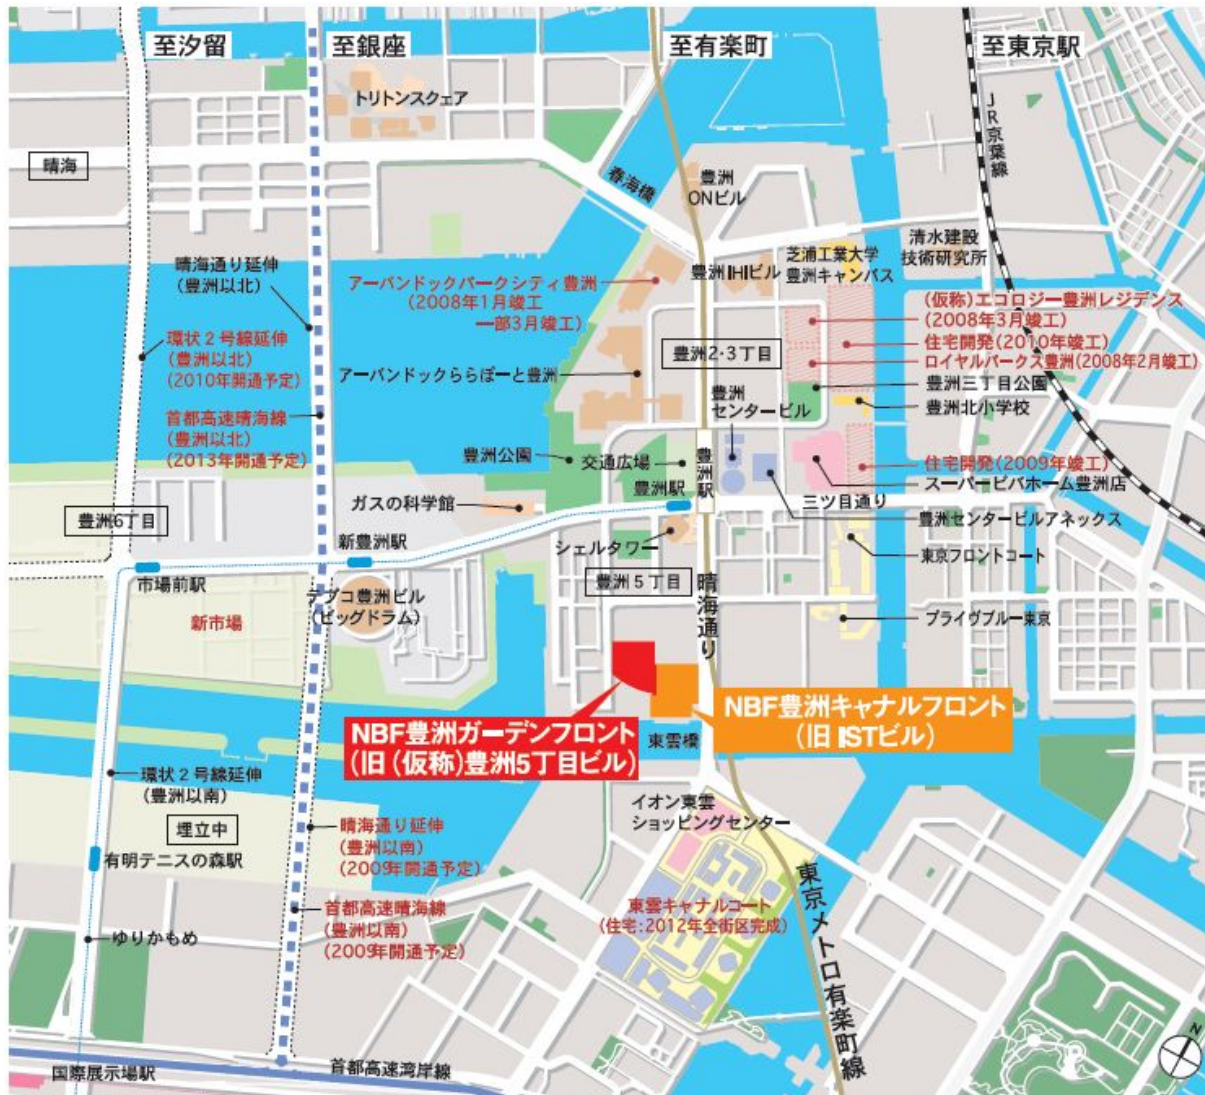 至汐留
至銀座
至有楽町
至東京駅
トリトンスクェア
JR京葉線
晴海
春海橋
豊洲
ONビル
晴海通り延伸
(豊洲以北)
環状2号線延伸
(豊洲以北)
(2010年開通予定)
首都高速晴海線
(豊洲以北)
(2013年開通予定)
アーバンドックパークシティ豊洲
(2008年1月竣工
一部3月竣工)
豊洲IHIビル
芝浦工業大学
豊洲キャンパス
清水建設
技術研究所
(仮称)エコロジー豊洲レジデンス
(2008年3月竣工)
住宅開発(2010年竣工)
ロイヤルパークス豊洲(2008年2月竣工)
豊洲2・3丁目
アーバンドックららぽーと豊洲
豊洲
センタービル
豊洲三丁目公園
豊洲北小学校
豊洲公園
交通広場
豊洲駅
豊洲駅
住宅開発(2009年竣工)
スーパービバホーム豊洲店
三ツ目通り
豊洲センタービルアネックス
ガスの科学館
豊洲6丁目
新豊洲駅
シェルタワー
東京フロントコート
市場前駅
豊洲5丁目
晴海通り
テプコ豊洲ビル
(ビッグドラム)
新市場
プライヴブルー東京
NBF豊洲ガーデンフロント
(旧(仮称)豊洲5丁目ビル)
NBF豊洲キャナルフロント
(旧 ISTビル)
東雲橋
環状2号線延伸
(豊洲以南)
埋立中
有明テニスの森駅
晴海通り延伸
(豊洲以南)
(2009年開通予定)
イオン東雲
ショッピングセンター
首都高速晴海線
(豊洲以南)
(2009年開通予定)
東雲キャナルコート
(住宅：2012年全街区完成)
東京メトロ有楽町線
ゆりかもめ
首都高速湾岸線
国際展示場駅
N